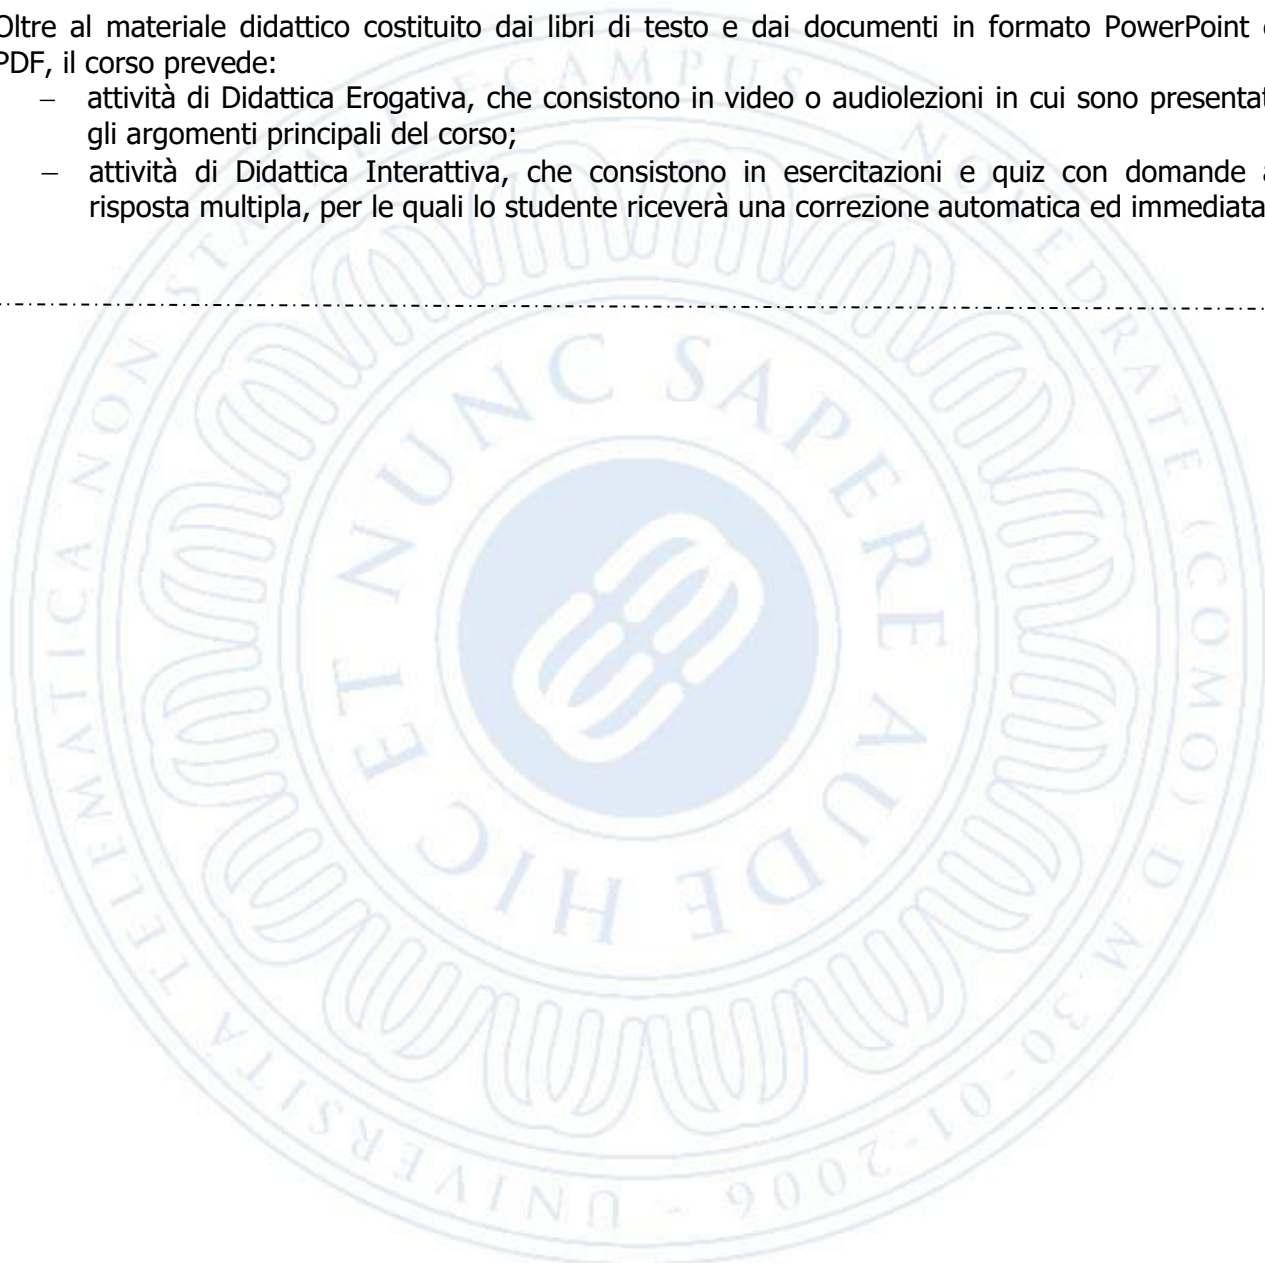 Oltre al materiale didattico costituito dai libri di testo e dai documenti in formato PowerPoint e
PDF, il corso prevede:
– attività di Didattica Erogativa, che consistono in video o audiolezioni in cui sono presentat
gli argomenti principali del corso;
– attività di Didattica Interattiva, che consistono in esercitazioni e quiz con domande a
risposta multipla, per le quali lo studente riceverà una correzione automatica ed immediata
UNIVERSITÀ TELEMATICA NON STATALE ECAMPUS NOVEDRATE (COMO) D.M. 30-01-2006 -
HIC ET NUNC SAPERE AUDE